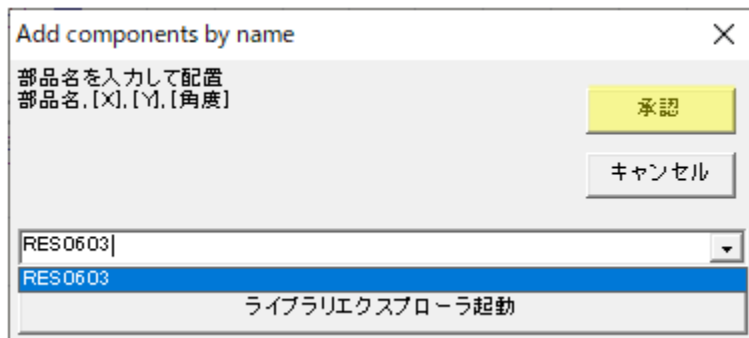 Add components by name
部品名を入力して配置
部品名,[X],[Y],[角度]
承認
キャンセル
RES0603
RES0603
ライブラリエクスプローラ起動